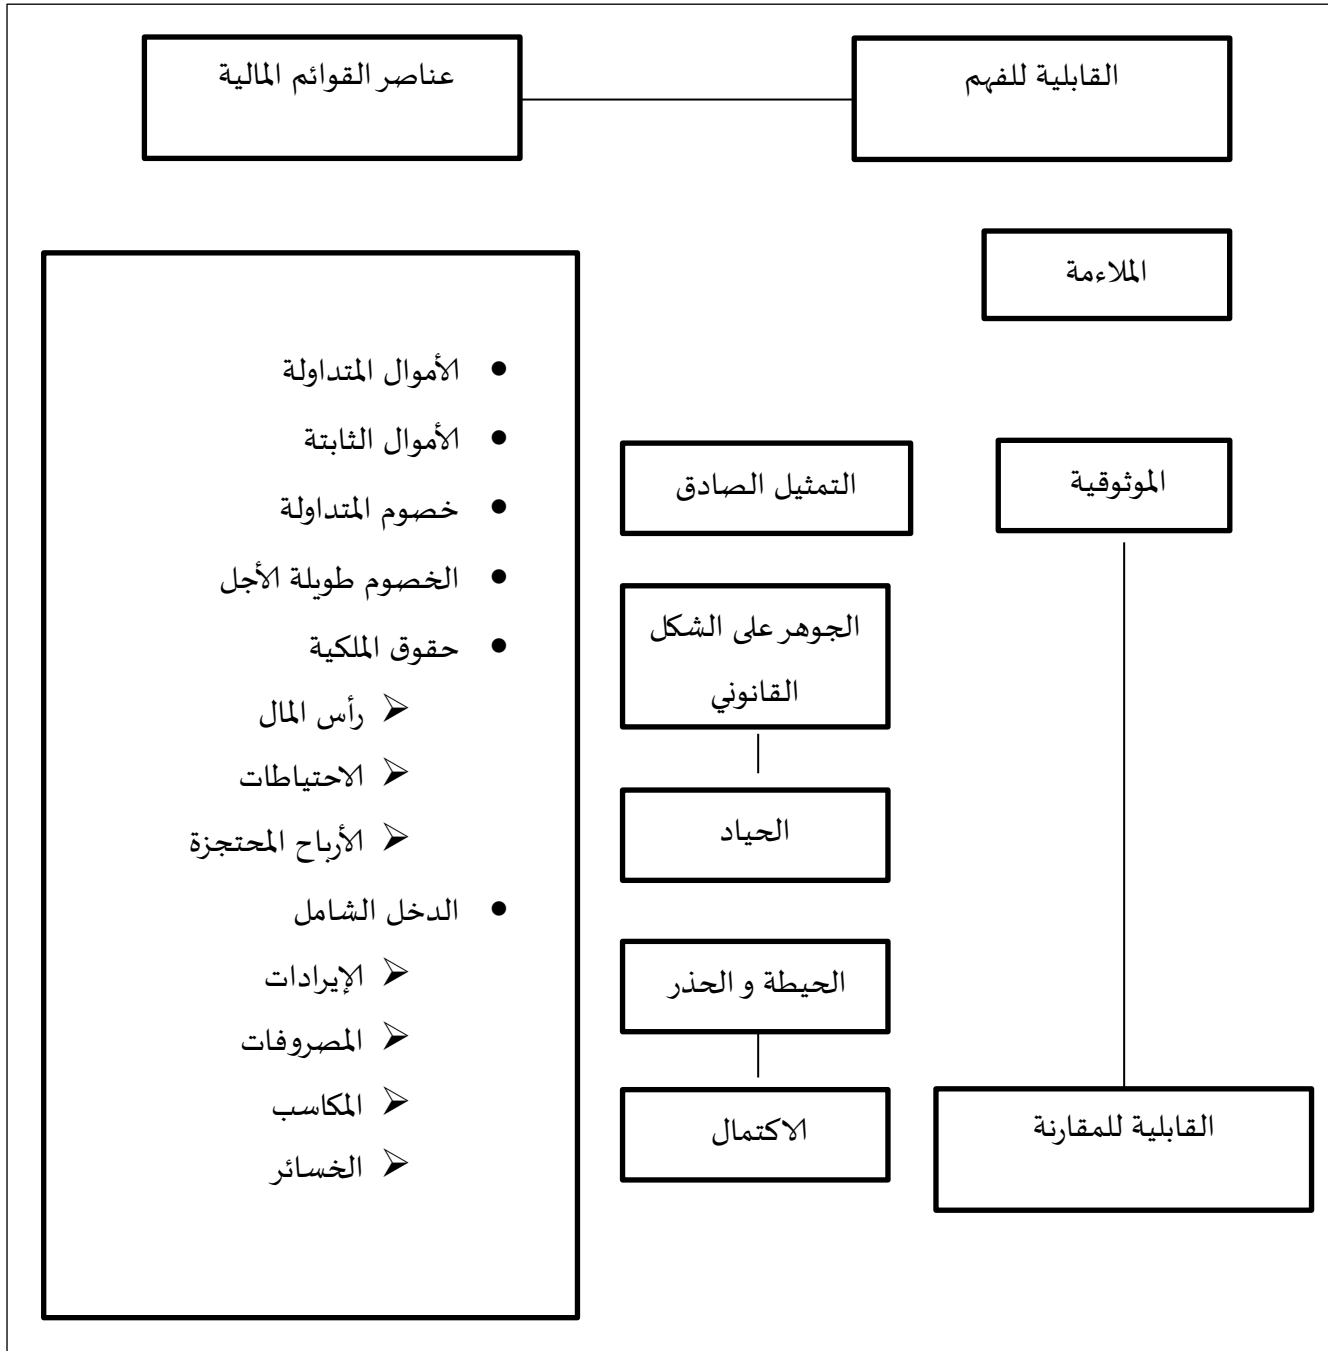 القابلية للفهم
عناصر القوائم المالية
الملاءمة
الموثوقية
القابلية للمقارنة
التمثيل الصادق
الجوهر على الشكل
القانوني
الحياد
الحيطة و الحذر
الاكتمال
• الأموال المتداولة
• الأموال الثابتة
• خصوم المتداولة
• الخصوم طويلة الأجل
• حقوق الملكية
➢ رأس المال
➢ الاحتياطات
➢ الأرباح المحتجزة
• الدخل الشامل
➢ الإيرادات
➢ المصروفات
➢ المكاسب
➢ الخسائر